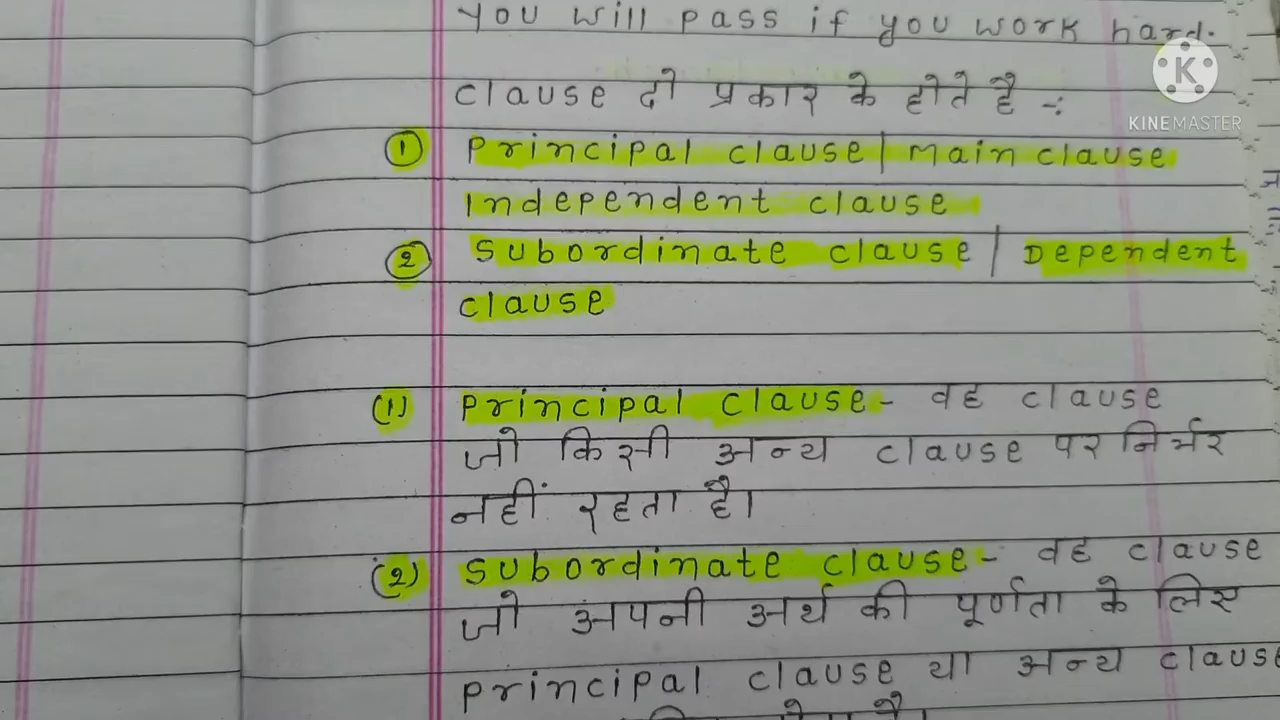 You will pass if you work hard.
K
KINEMASTER
clause दो प्रकार के होते है -:
① Principal clause | Main clause
Independent clause
② Subordinate clause | Dependent
clause
(1) Principal clause - वह clause
जो किसी अन्य clause पर निर्भर
नहीं रहता है।
(2) Subordinate clause - वह clause
जो अपनी अर्थ की पूर्णता के लिए
principal clause या अन्य clause